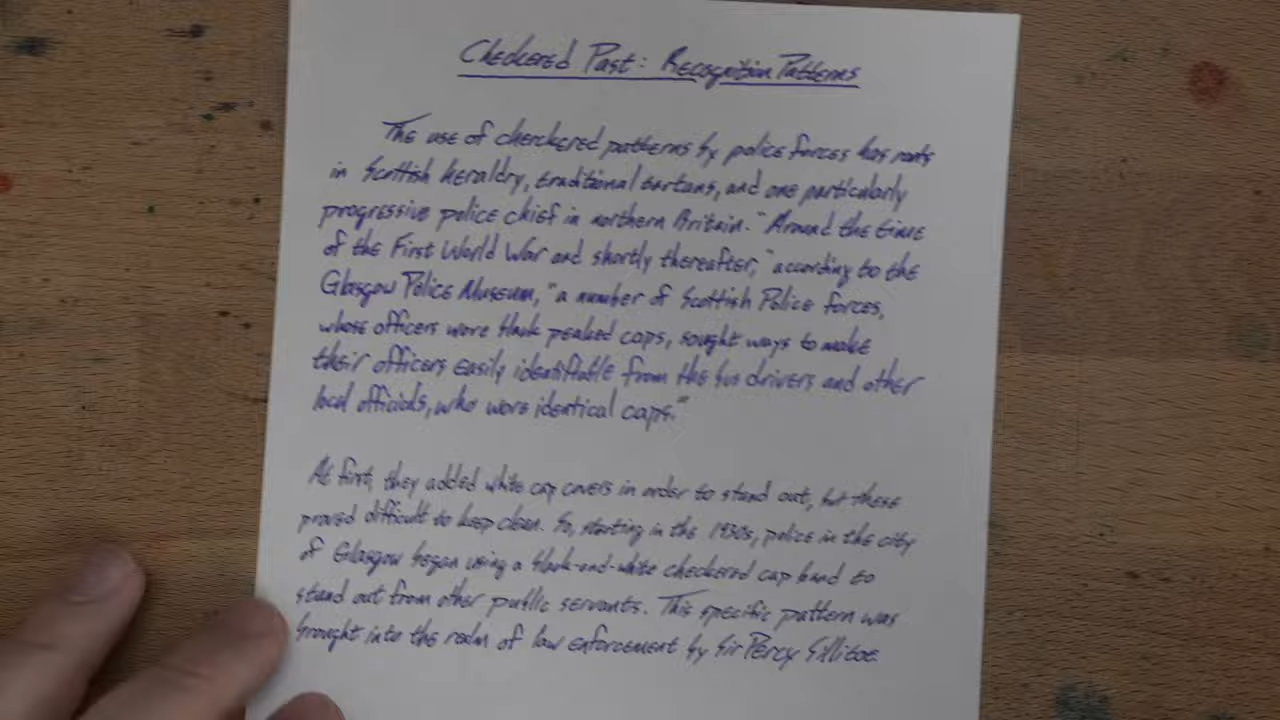 Checkered Past: Recognition Patterns
The use of cherckered patterns by police forces has roots
in Scottish heraldry, traditional tartans, and one particularly
progressive police chief in northern Britain. "Around the time
of the First World War and shortly thereafter," according to the
Glasgow Police Museum, "a number of Scottish Police forces,
whose officers wore black peaked caps, sought ways to make
their officers easily identifiable from the bus drivers and other
local officials, who wore identical caps."
At first, they added white cap covers in order to stand out, but these
proved difficult to keep clean. So, starting in the 1930s, police in the city
of Glasgow began using a black-and-white checkered cap band to
stand out from other public servants. This specific pattern was
brought into the realm of law enforcement by Sir Percy Sillitoe.